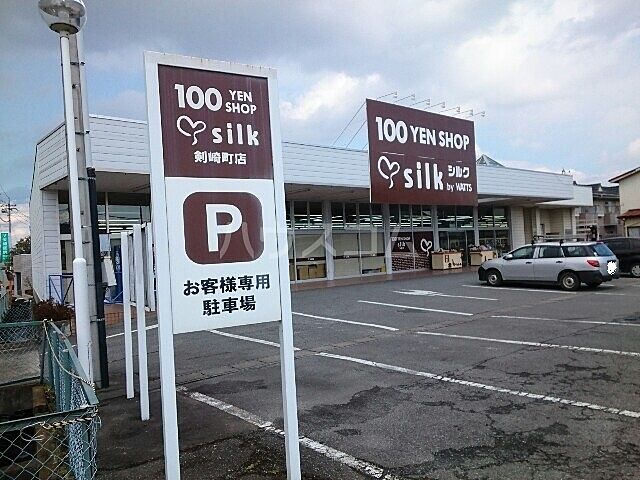 100 YEN
SHOP
silk
剣崎町店
P
お客様専用
駐車場
100 YEN SHOP
silk シルク
by WATTS